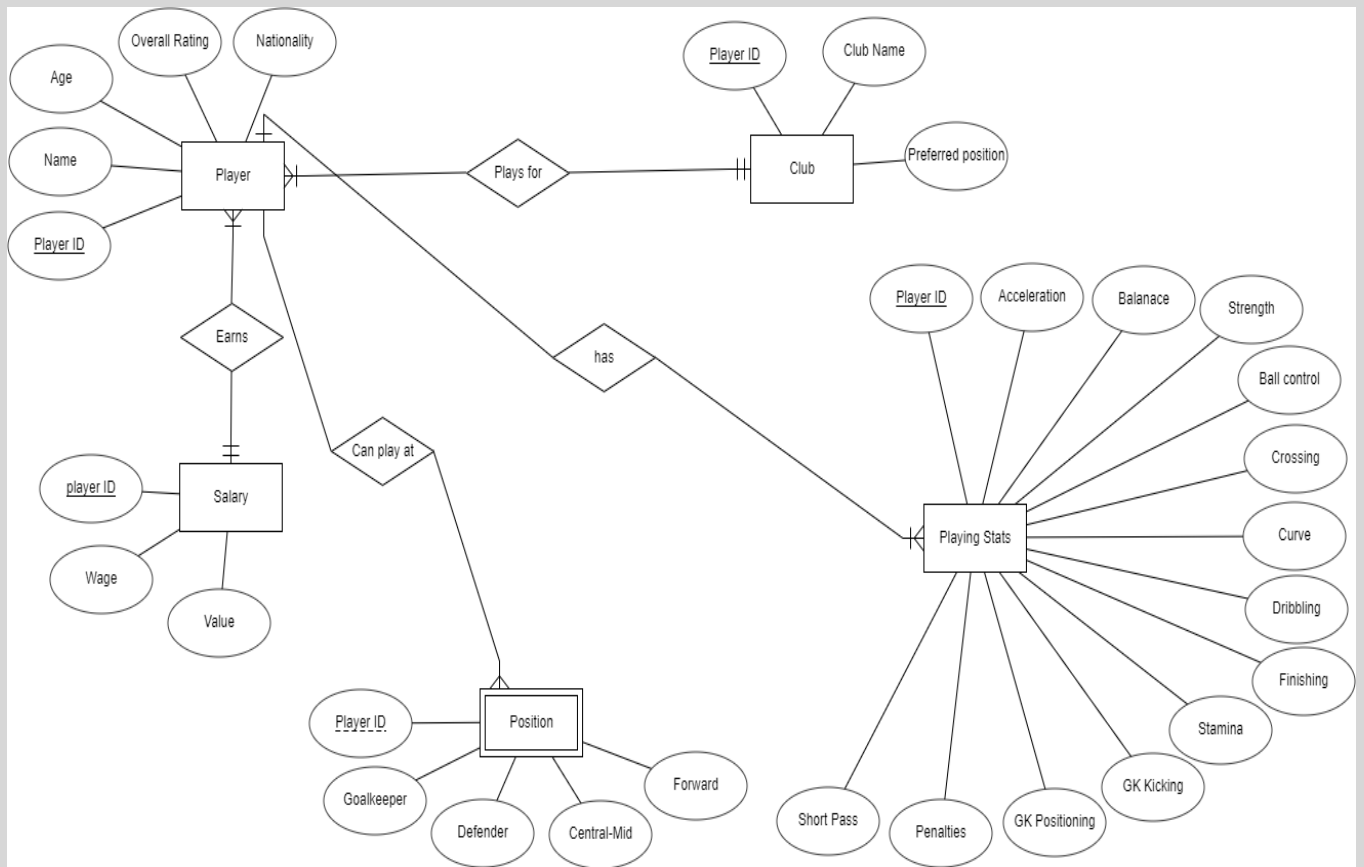 Overall Rating
Nationality
Age
Name
Player ID
Player
Plays for
Player ID
Club Name
Club
Preferred position
Earns
has
Can play at
player ID
Salary
Wage
Value
Player ID
Acceleration
Balanace
Strength
Ball control
Crossing
Curve
Dribbling
Finishing
Stamina
GK Kicking
GK Positioning
Penalties
Short Pass
Playing Stats
Player ID
Position
Goalkeeper
Defender
Central-Mid
Forward